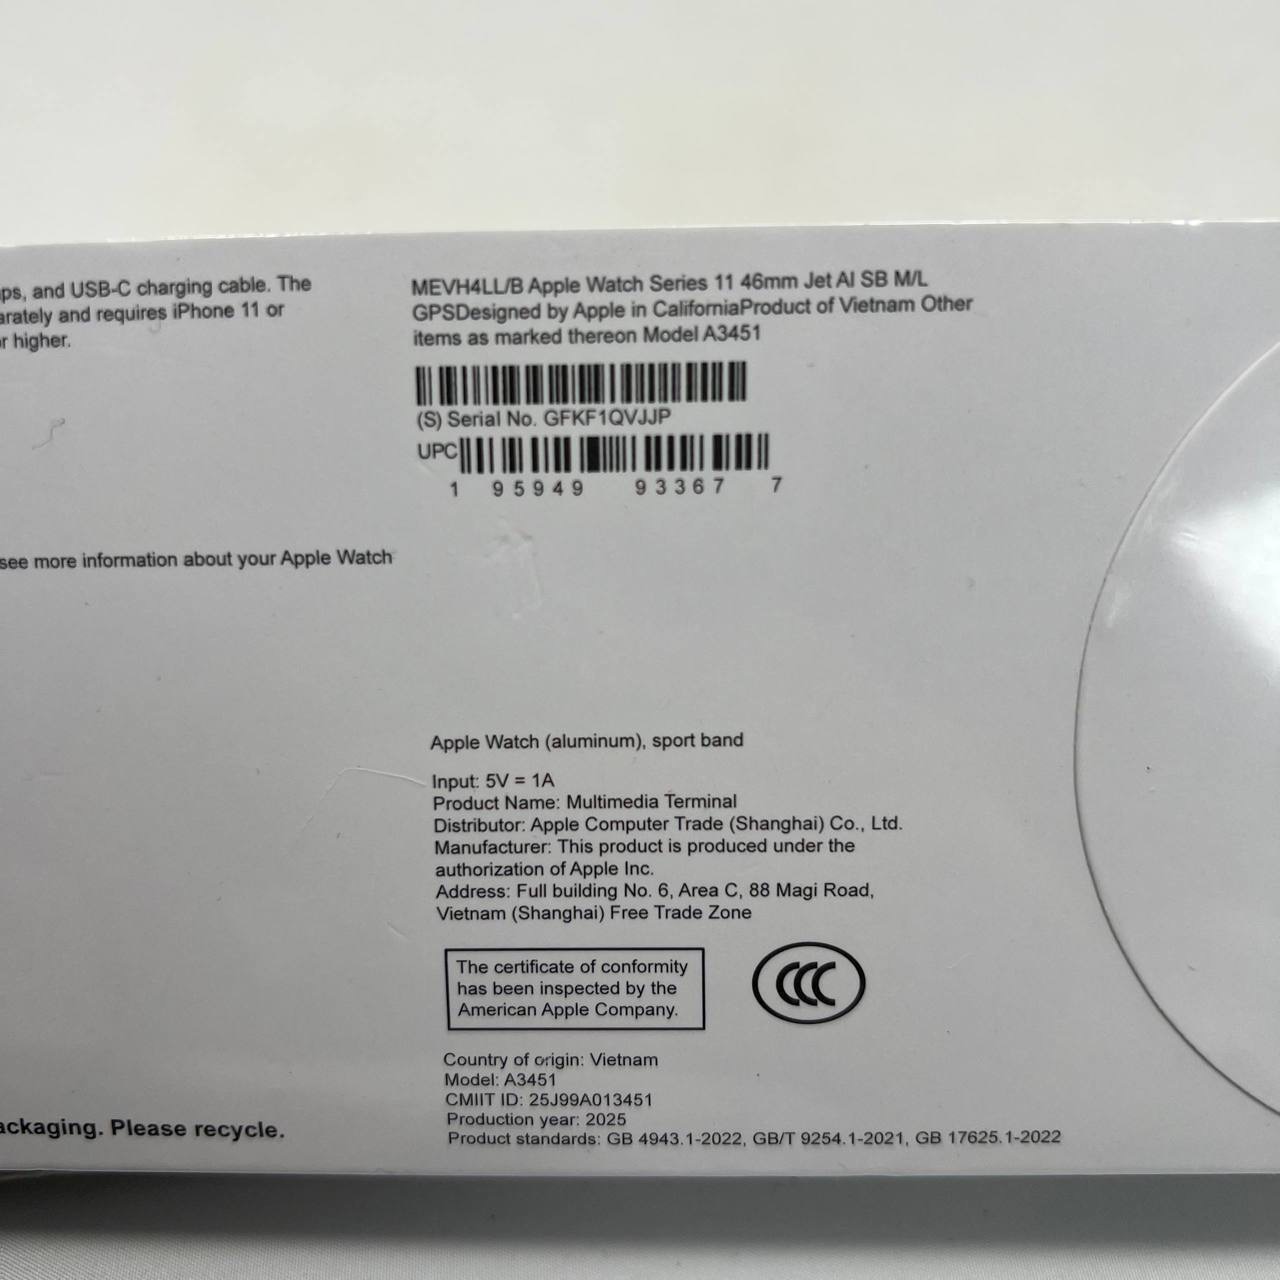 ps, and USB-C charging cable. The
arately and requires iPhone 11 or
r higher.
MEVH4LL/B Apple Watch Series 11 46mm Jet Al SB M/L
GPSDesigned by Apple in CaliforniaProduct of Vietnam Other
items as marked thereon Model A3451
(S) Serial No. GFKF1QVJJP
UPC
1 95949 93367 7
see more information about your Apple Watch
Apple Watch (aluminum), sport band
Input: 5V = 1A
Product Name: Multimedia Terminal
Distributor: Apple Computer Trade (Shanghai) Co., Ltd.
Manufacturer: This product is produced under the
authorization of Apple Inc.
Address: Full building No. 6, Area C, 88 Magi Road,
Vietnam (Shanghai) Free Trade Zone
The certificate of conformity
has been inspected by the
American Apple Company.
CCC
Country of origin: Vietnam
Model: A3451
CMIIT ID: 25J99A013451
Production year: 2025
Product standards: GB 4943.1-2022, GB/T 9254.1-2021, GB 17625.1-2022
ackaging. Please recycle.